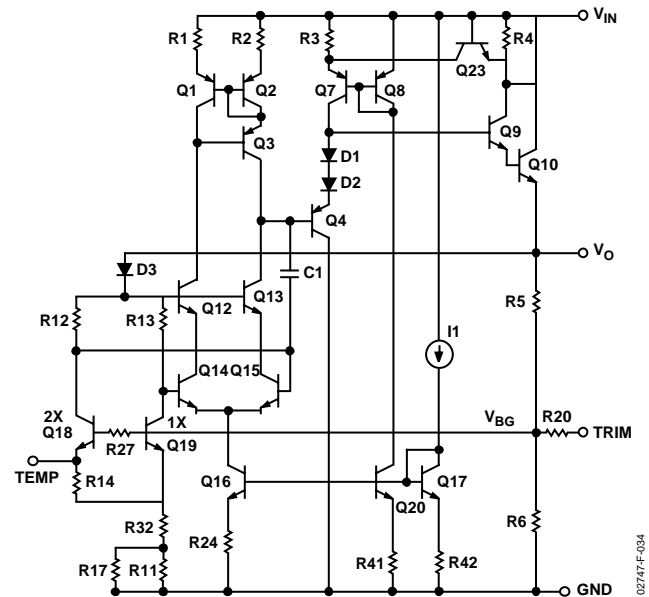 R1 R2 R3 R4 V_IN
Q23
Q1 Q2 Q7 Q8
Q3 Q9
D1 Q10
D2
Q4
V_O
D3 C1
Q12 Q13 R5
R12 R13 I1
Q14 Q15
2X 1X V_BG R20
Q18 R27 Q19 TRIM
TEMP R14 Q16 Q17
Q20
R32 R24 R6
R17 R11 R41 R42
GND
02747-F-034